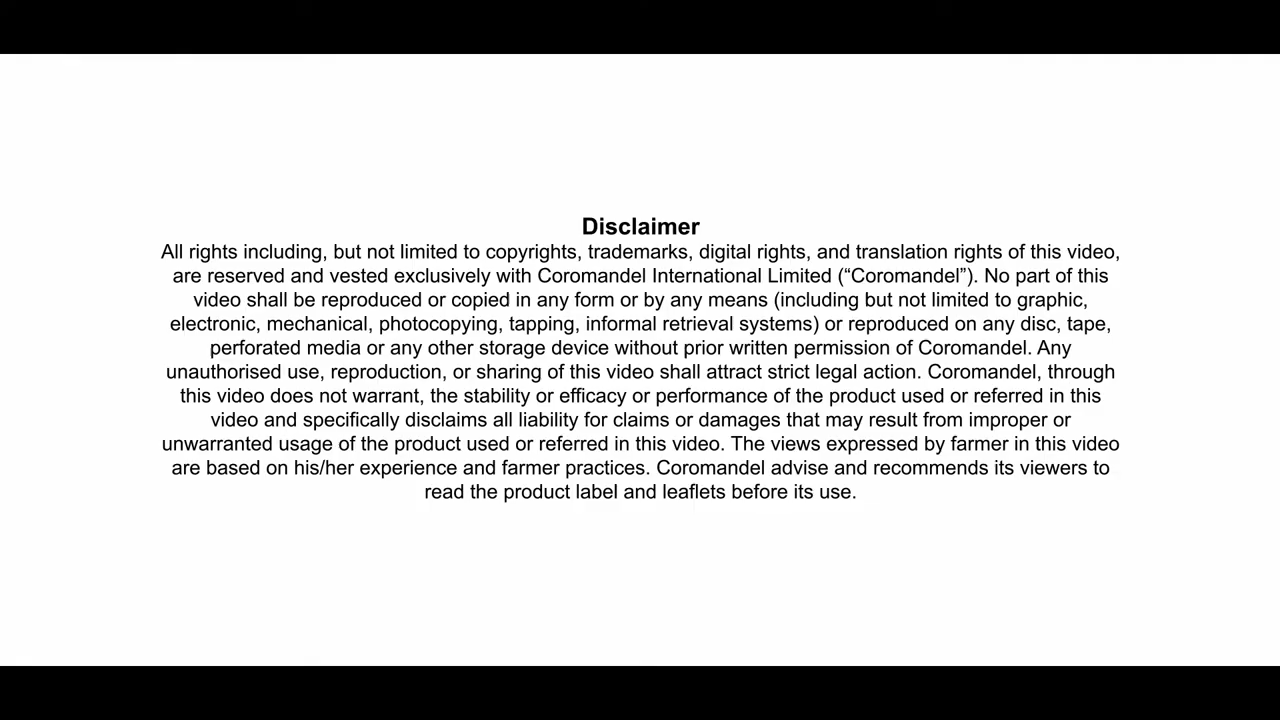 Disclaimer
All rights including, but not limited to copyrights, trademarks, digital rights, and translation rights of this video,
are reserved and vested exclusively with Coromandel International Limited (“Coromandel”). No part of this
video shall be reproduced or copied in any form or by any means (including but not limited to graphic,
electronic, mechanical, photocopying, tapping, informal retrieval systems) or reproduced on any disc, tape,
perforated media or any other storage device without prior written permission of Coromandel. Any
unauthorised use, reproduction, or sharing of this video shall attract strict legal action. Coromandel, through
this video does not warrant, the stability or efficacy or performance of the product used or referred in this
video and specifically disclaims all liability for claims or damages that may result from improper or
unwarranted usage of the product used or referred in this video. The views expressed by farmer in this video
are based on his/her experience and farmer practices. Coromandel advise and recommends its viewers to
read the product label and leaflets before its use.